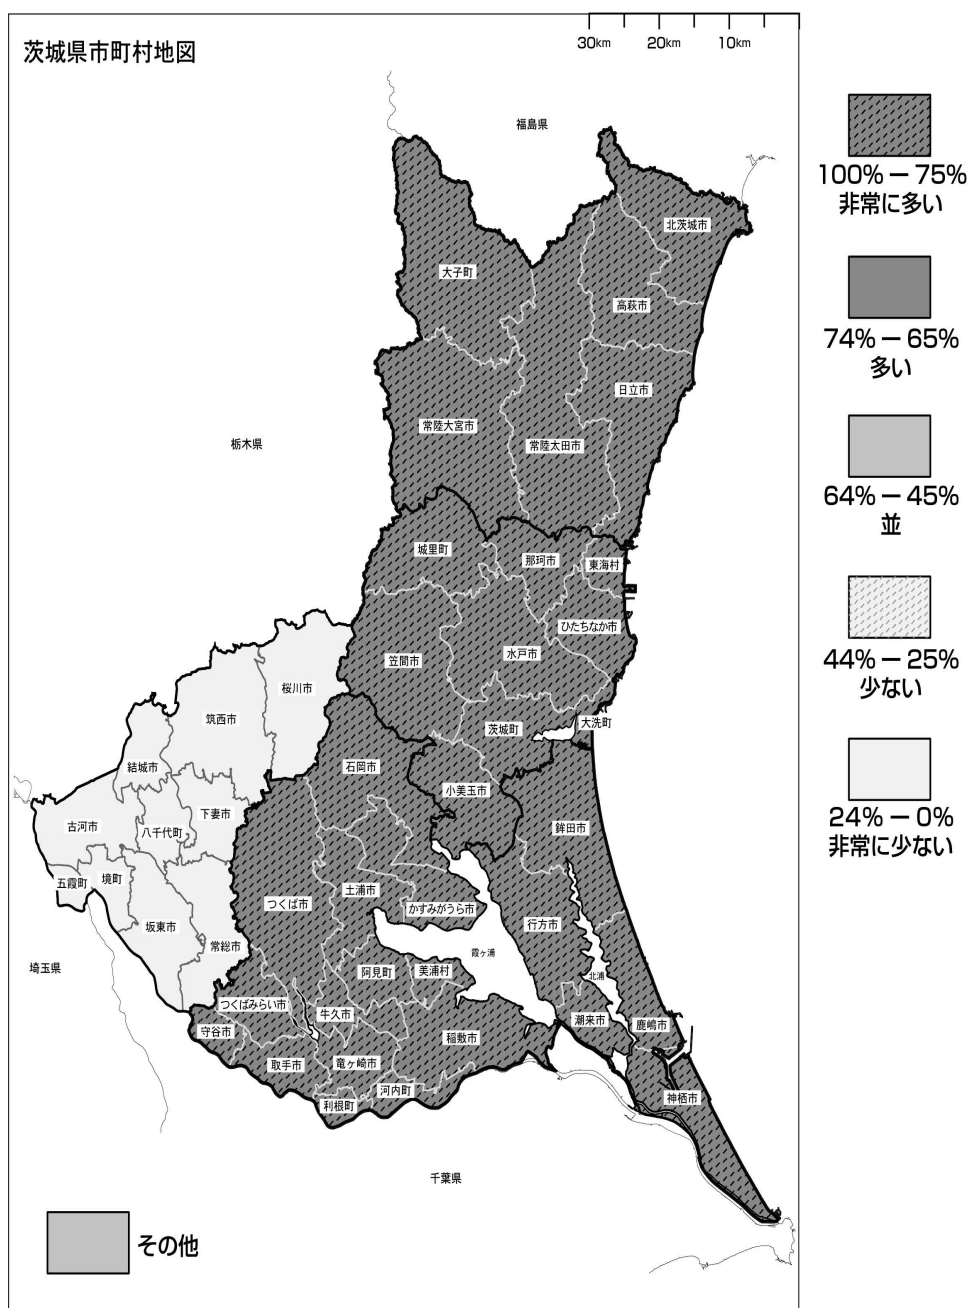 茨城県市町村地図
30km 20km 10km
福島県
北茨城市
大子町
高萩市
日立市
常陸大宮市
常陸太田市
栃木県
城里町
那珂市
東海村
ひたちなか市
水戸市
笠間市
桜川市
筑西市
茨城町
大洗町
結城市
石岡市
小美玉市
下妻市
古河市
八千代町
鉾田市
五霞町
境町
土浦市
つくば市
かすみがうら市
坂東市
行方市
常総市
霞ヶ浦
埼玉県
阿見町
美浦村
北浦
つくばみらい市
牛久市
潮来市
鹿嶋市
守谷市
稲敷市
取手市
竜ヶ崎市
河内町
利根町
神栖市
千葉県
その他
100% − 75%
非常に多い
74% − 65%
多い
64% − 45%
並
44% − 25%
少ない
24% − 0%
非常に少ない